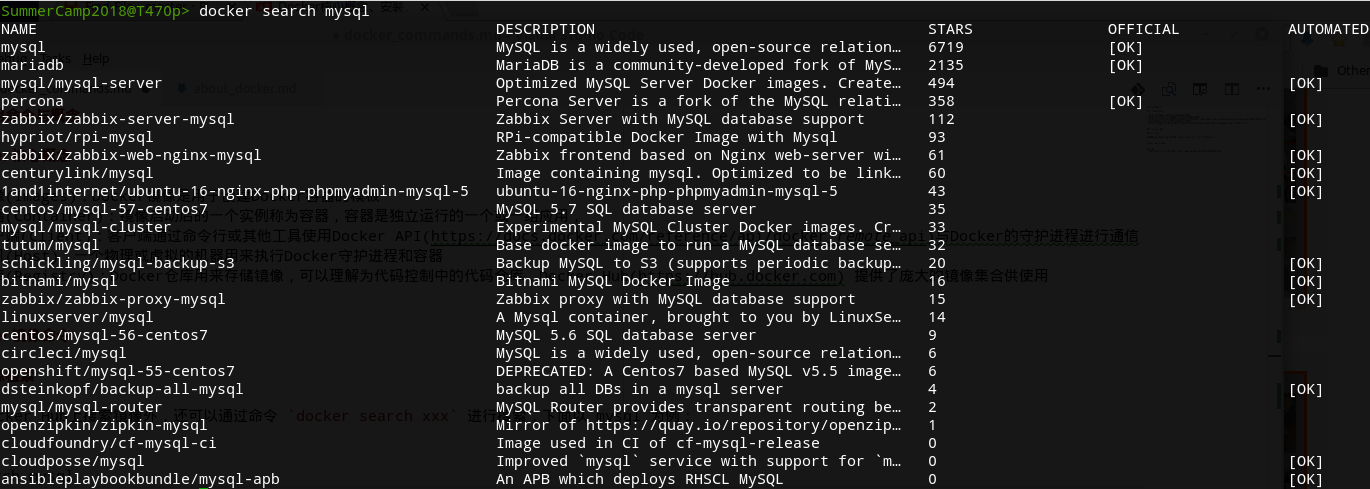 SummerCamp2018@T470p> docker search mysql
NAME DESCRIPTION STARS OFFICIAL AUTOMATED
mysql MySQL is a widely used, open-source relation… 6719 [OK]
mariadb MariaDB is a community-developed fork of MyS… 2135 [OK]
mysql/mysql-server Optimized MySQL Server Docker images. Create… 494 [OK]
percona Percona Server is a fork of the MySQL relati… 358 [OK]
zabbix/zabbix-server-mysql Zabbix Server with MySQL database support 112 [OK]
hypriot/rpi-mysql RPi-compatible Docker Image with Mysql 93
zabbix/zabbix-web-nginx-mysql Zabbix frontend based on Nginx web-server wi… 61 [OK]
centurylink/mysql Image containing mysql. Optimized to be link… 60 [OK]
1and1internet/ubuntu-16-nginx-php-phpmyadmin-mysql-5 ubuntu-16-nginx-php-phpmyadmin-mysql-5 43 [OK]
centos/mysql-57-centos7 MySQL 5.7 SQL database server 35
mysql/mysql-cluster Experimental MySQL Cluster Docker images. Cr… 33
tutum/mysql Base docker image to run a MySQL database se… 32
schickling/mysql-backup-s3 Backup MySQL to S3 (supports periodic backup… 20 [OK]
bitnami/mysql Bitnami MySQL Docker Image 16 [OK]
zabbix/zabbix-proxy-mysql Zabbix proxy with MySQL database support 15 [OK]
linuxserver/mysql A Mysql container, brought to you by LinuxSe… 14
centos/mysql-56-centos7 MySQL 5.6 SQL database server 9
circleci/mysql MySQL is a widely used, open-source relation… 6
openshift/mysql-55-centos7 DEPRECATED: A Centos7 based MySQL v5.5 image… 6
dsteinkopf/backup-all-mysql backup all DBs in a mysql server 4 [OK]
mysql/mysql-router MySQL Router provides transparent routing be… 2
openzipkin/zipkin-mysql Mirror of https://quay.io/repository/openzip… 1
cloudfoundry/cf-mysql-ci Image used in CI of cf-mysql-release 0
cloudposse/mysql Improved `mysql` service with support for `m… 0 [OK]
ansibleplaybookbundle/mysql-apb An APB which deploys RHSCL MySQL 0 [OK]